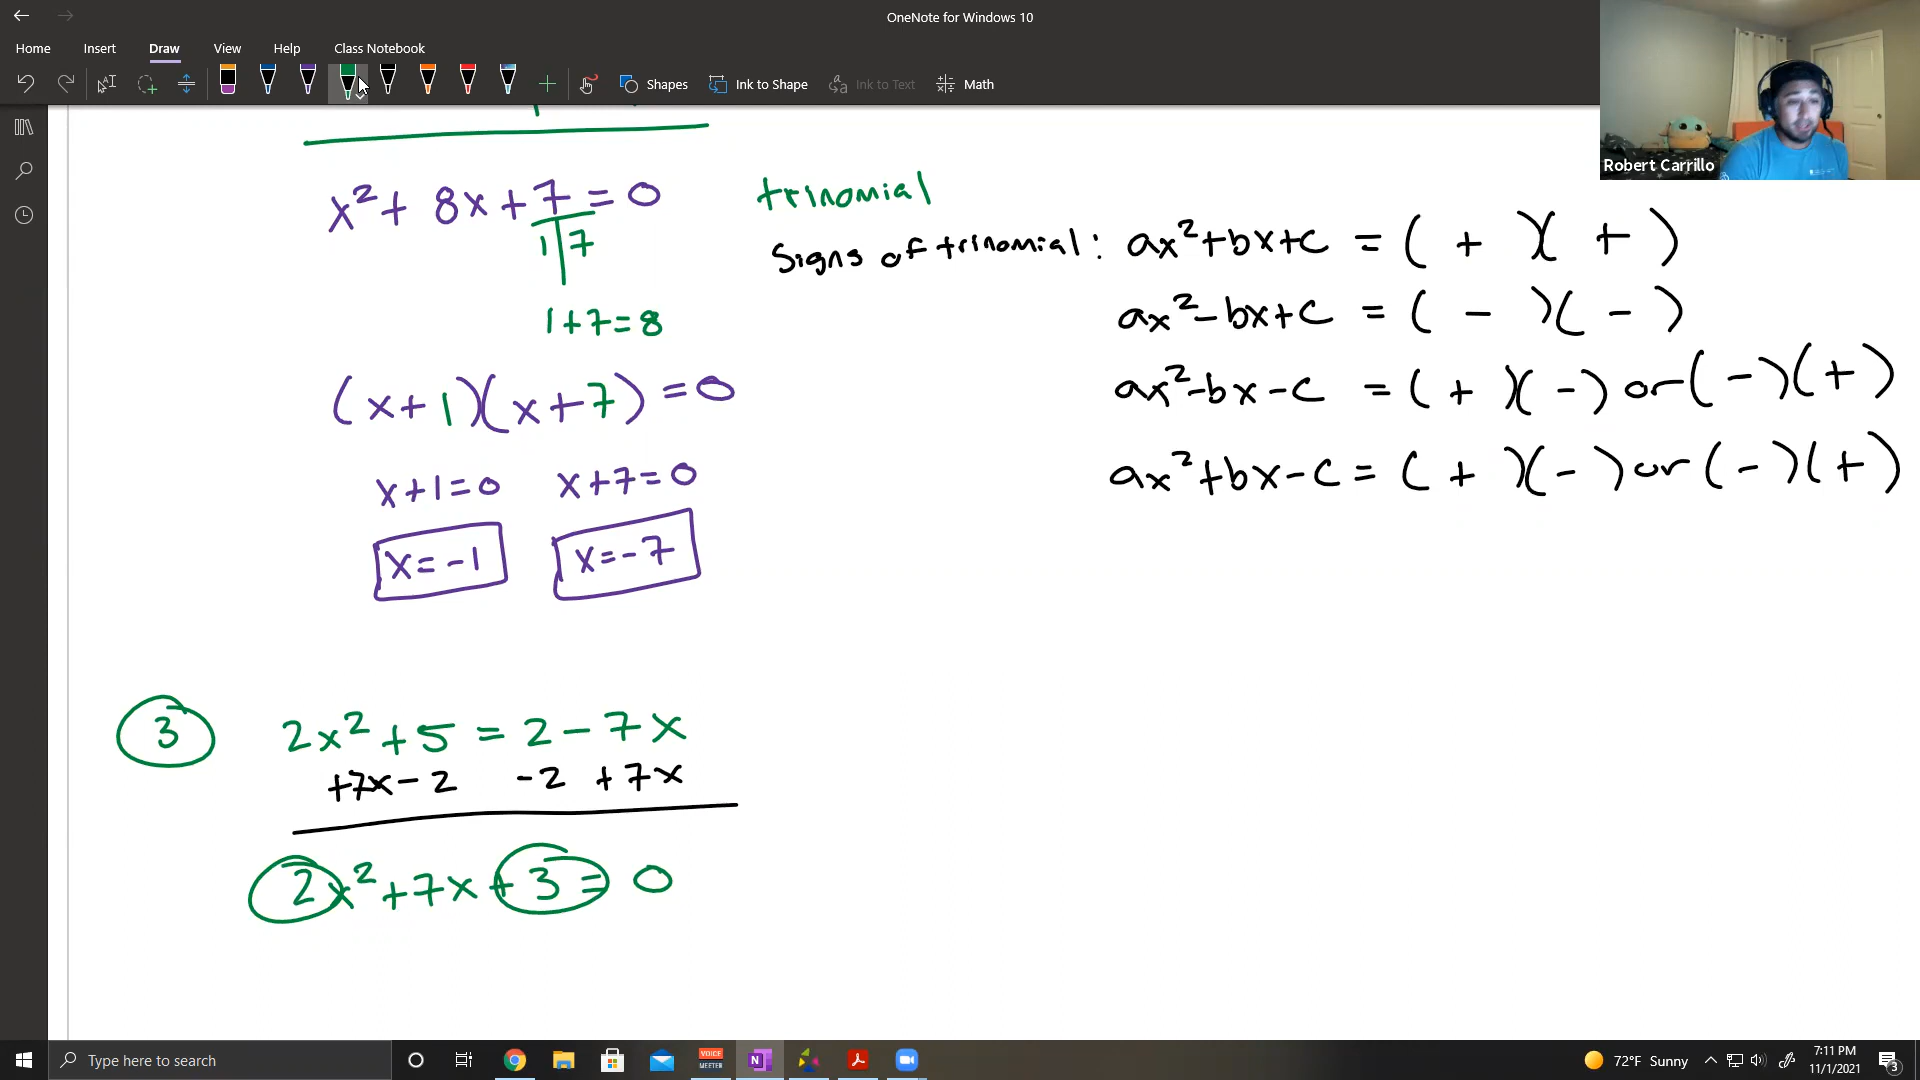 OneNote for Windows 10
Home Insert Draw View Help Class Notebook
Shapes Ink to Shape Ink to Text Math
Robert Carrillo
x²+ 8x+7=0
1|7
1+7=8
(x+1)(x+7)=0
x+1=0 x+7=0
x=-1 x=-7
trinomial
Signs of trinomial: ax²+bx+c = ( + )( + )
ax²-bx+c = ( - )( - )
ax²-bx-c = ( + )( - ) or ( - )( + )
ax²+bx-c = ( + )( - ) or ( - )( + )
3 2x²+5 = 2-7x
+7x-2 -2 +7x
2x²+7x+3=0
Type here to search
VOICE MEETER
N
72°F Sunny
7:11 PM
11/1/2021
3